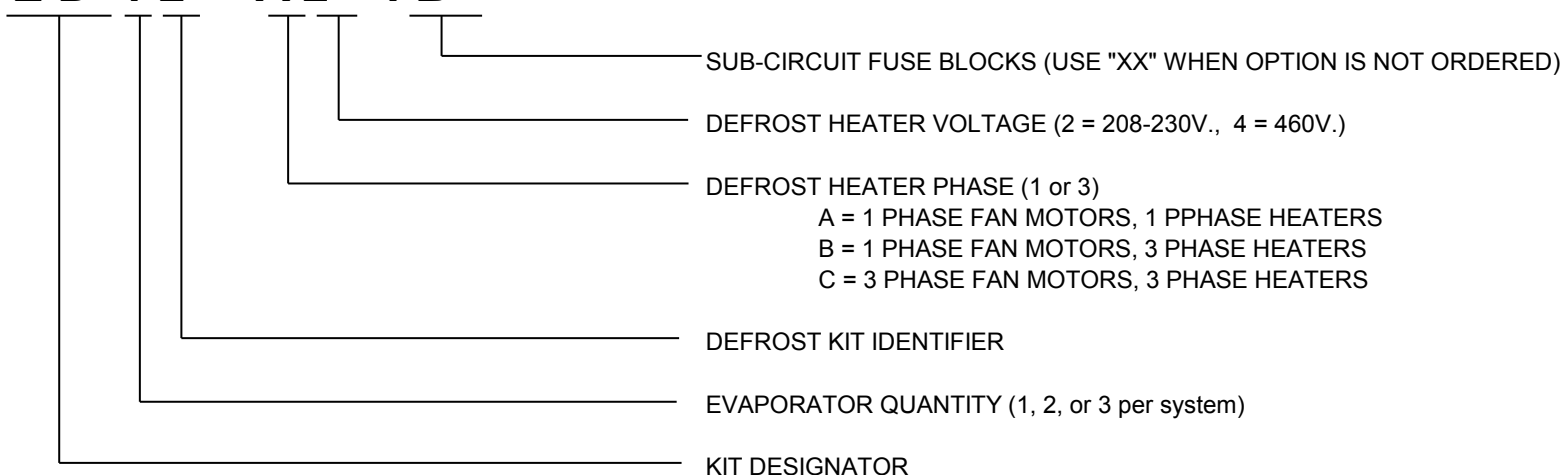 SUB-CIRCUIT FUSE BLOCKS (USE "XX" WHEN OPTION IS NOT ORDERED)
DEFROST HEATER VOLTAGE (2 = 208-230V., 4 = 460V.)
DEFROST HEATER PHASE (1 or 3)
A = 1 PHASE FAN MOTORS, 1 PPHASE HEATERS
B = 1 PHASE FAN MOTORS, 3 PHASE HEATERS
C = 3 PHASE FAN MOTORS, 3 PHASE HEATERS
DEFROST KIT IDENTIFIER
EVAPORATOR QUANTITY (1, 2, or 3 per system)
KIT DESIGNATOR